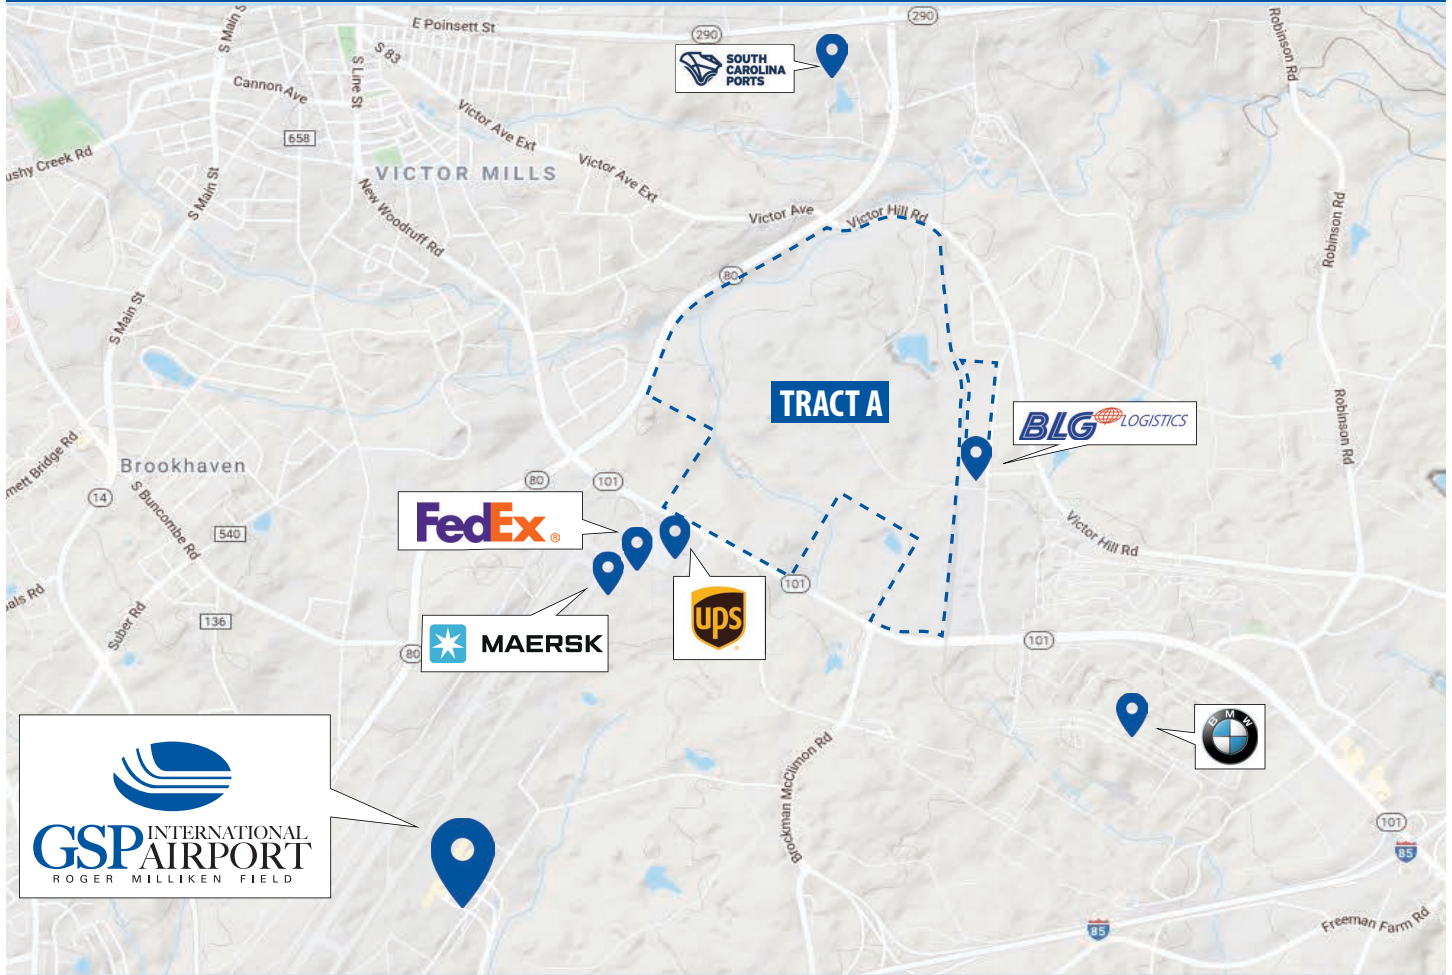 E Poinsett St
290
290
S Main S
S 83
SOUTH
CAROLINA
PORTS
Robinson Rd
S Line St
Cannon Ave
Victor Ave Ext
658
ushy Creek Rd
VICTOR MILLS
Victor Ave Ext
S Main St
New Woodruff Rd
Victor Ave
Victor Hill Rd
Robinson Rd
80
S Main St
TRACT A
BLG LOGISTICS
Robinson Rd
mett Bridge Rd
Brookhaven
80
101
14
S Buncombe Rd
FedEx ®
540
Victor Hill Rd
101
oals Rd
Suber Rd
136
ups
MAERSK
80
101
BMW
Brockman McClimon Rd
GSP INTERNATIONAL
AIRPORT
ROGER MILLIKEN FIELD
101
85
85
Freeman Farm Rd